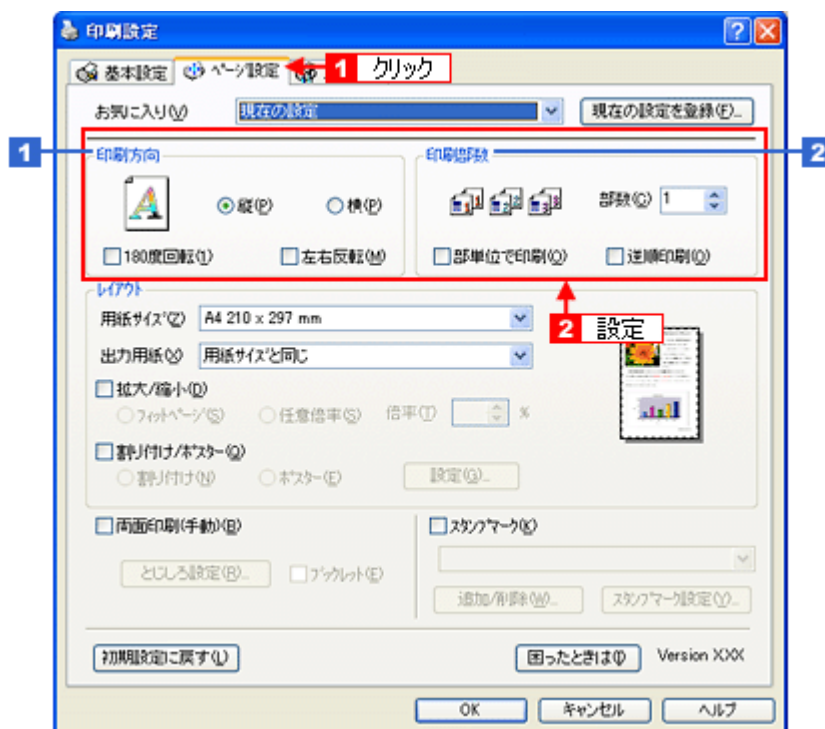 印刷設定
基本設定 ページ設定
1 クリック
お気に入り(V) 現在の設定 現在の設定を登録(F)...
1 印刷方向 印刷部数 2
縦(P) 横(P) 部数(C) 1
180度回転(1) 左右反転(M) 部単位で印刷(O) 逆順印刷(O)
レイアウト
2 設定
用紙サイズ(Z) A4 210 x 297 mm
出力用紙(X) 用紙サイズと同じ
拡大/縮小(D)
フィットページ(S) 任意倍率(S) 倍率(T) %
割り付け/ポスター(Q)
割り付け(N) ポスター(E) 設定(G)...
両面印刷(手動)(B) スタンプマーク(K)
とじしろ設定(R)... ブックレット(E)
追加/削除(W)... スタンプマーク設定(Y)...
初期設定に戻す(L) 困ったときは(I) Version XXX
OK キャンセル ヘルプ